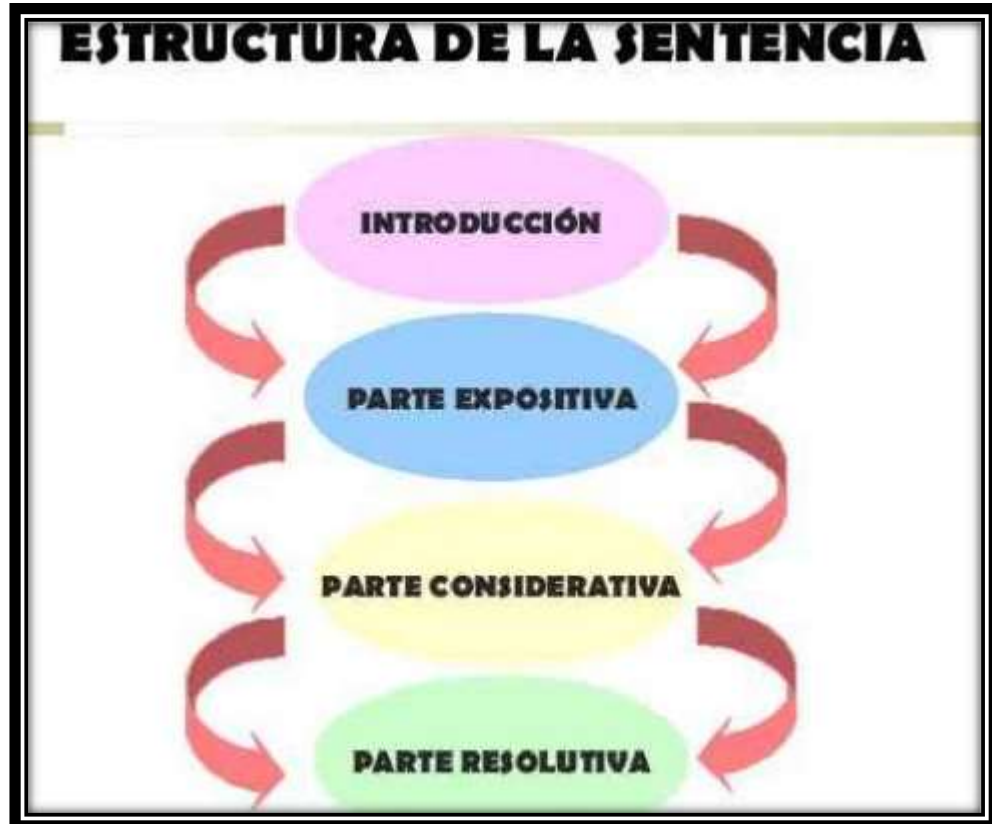 ESTRUCTURA DE LA SENTENCIA
INTRODUCCIÓN
PARTE EXPOSITIVA
PARTE CONSIDERATIVA
PARTE RESOLUTIVA